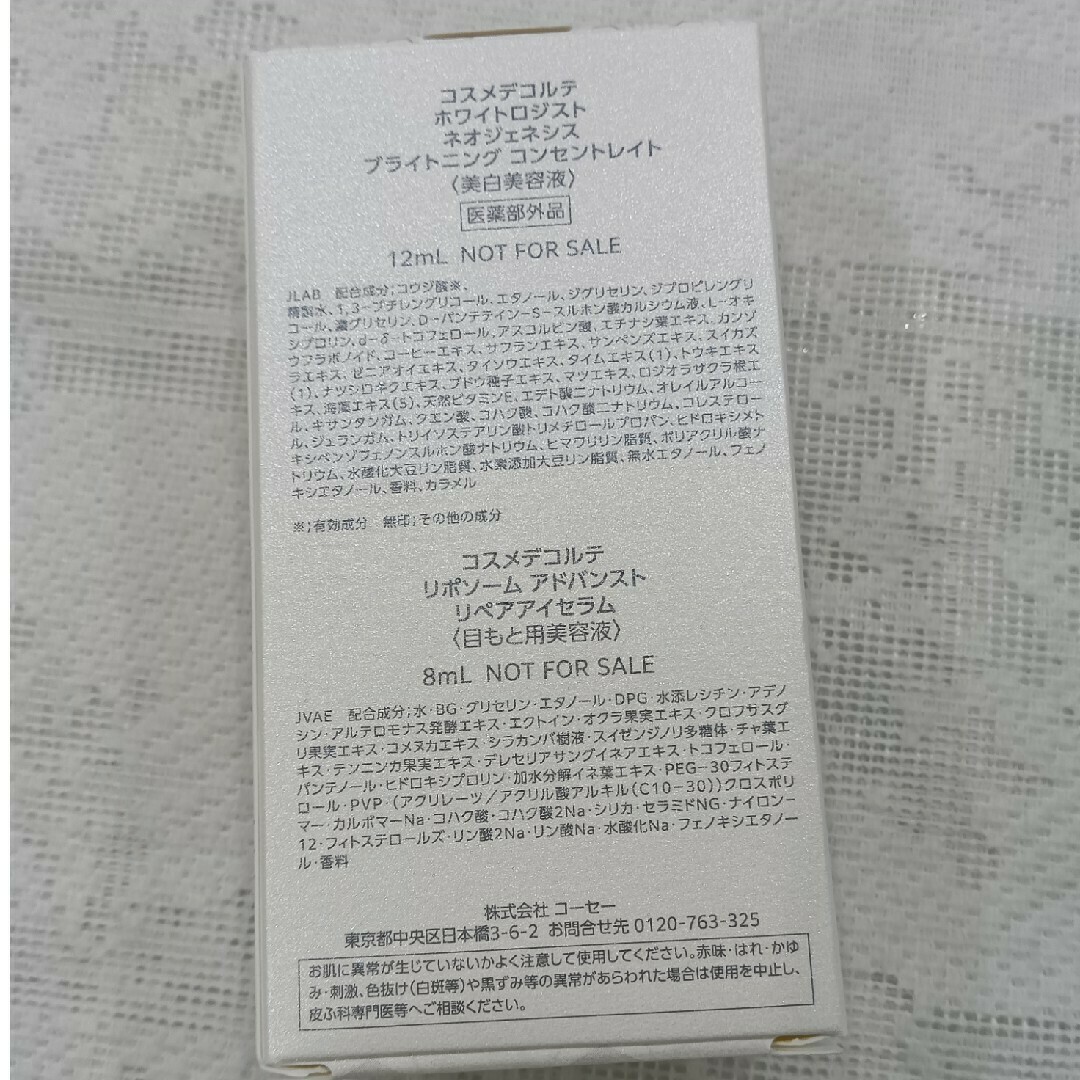 コスメデコルテ
ホワイトロジスト
ネオジェネシス
ブライトニング コンセントレイト
〈美白美容液〉
医薬部外品
12mL NOT FOR SALE
JLAB 配合成分;コウジ酸※、
精製水、1,3-ブチレングリコール、エタノール、ジグリセリン、ジプロピレングリ
コール、濃グリセリン、D-パンテテイン-S-スルホン酸カルシウム液、L-オキ
シプロリン、d-δ-トコフェロール、アスコルビン酸、エチナシ葉エキス、カンゾ
ウフラボノイド、コーヒーエキス、サフランエキス、サンペンズエキス、スイカズ
ラエキス、ゼニアオイエキス、タイソウエキス、タイムエキス(1)、トウキエキス
(1)、ナツシロギクエキス、ブドウ種子エキス、マツエキス、ロジオラサクラ根エ
キス、海藻エキス(5)、天然ビタミンE、エデト酸二ナトリウム、オレイルアルコー
ル、キサンタンガム、クエン酸、コハク酸、コハク酸二ナトリウム、コレステロー
ル、ジェランガム、トリイソステアリン酸トリメチロールプロパン、ヒドロキシメト
キシベンゾフェノンスルホン酸ナトリウム、ヒマワリリン脂質、ポリアクリル酸ナ
トリウム、水酸化大豆リン脂質、水素添加大豆リン脂質、無水エタノール、フェノ
キシエタノール、香料、カラメル
※;有効成分 無印;その他の成分
コスメデコルテ
リポソーム アドバンスト
リペアアイセラム
〈目もと用美容液〉
8mL NOT FOR SALE
JVAE 配合成分;水・BG・グリセリン・エタノール・DPG・水添レシチン・アデノ
シン・アルテロモナス発酵エキス・エクトイン・オクラ果実エキス・クロフサスグ
リ果実エキス・コメヌカエキス・シラカンバ樹液・スイゼンジノリ多糖体・チャ葉エ
キス・テンニンカ果実エキス・デレセリアサングイネアエキス・トコフェロール・
パンテノール・ヒドロキシプロリン・加水分解イネ葉エキス・PEG-30フィトステ
ロール・PVP・(アクリレーツ/アクリル酸アルキル(C10-30))クロスポリ
マー・カルボマーNa・コハク酸・コハク酸2Na・シリカ・セラミドNG・ナイロン-
12・フィトステロールズ・リン酸2Na・リン酸Na・水酸化Na・フェノキシエタノー
ル・香料
株式会社 コーセー
東京都中央区日本橋3-6-2 お問合せ先 0120-763-325
お肌に異常が生じていないかよく注意して使用してください。赤味・はれ・かゆ
み・刺激、色抜け(白斑等)や黒ずみ等の異常があらわれた場合は使用を中止し、
皮ふ科専門医等へご相談ください。